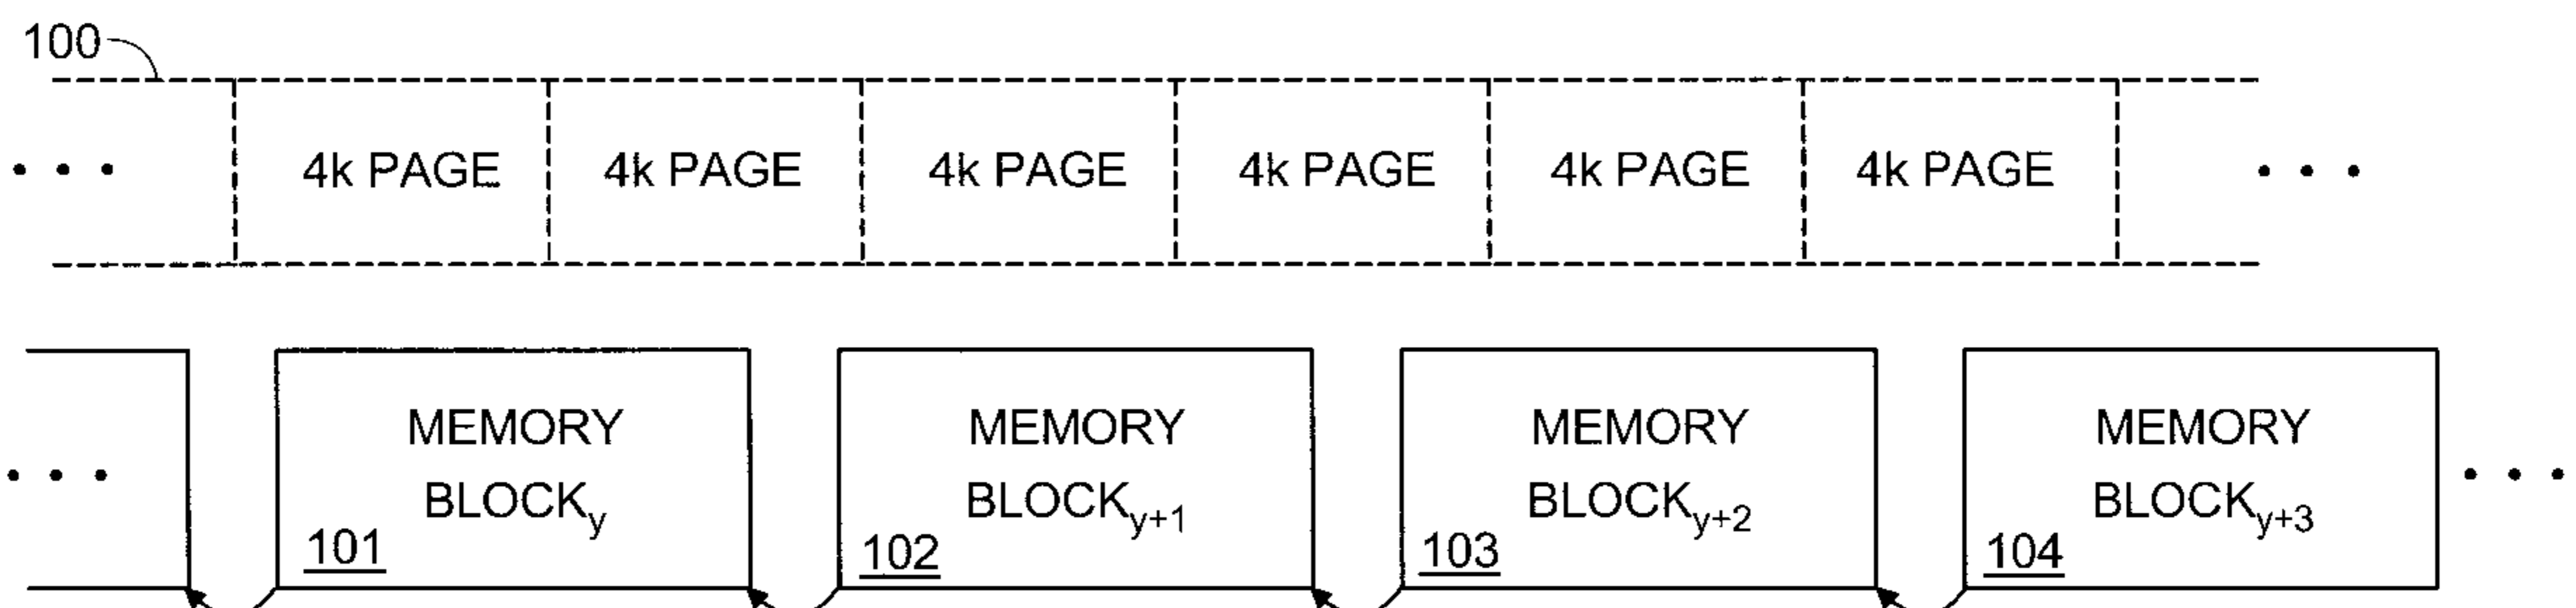 100
• • • 4k PAGE 4k PAGE 4k PAGE 4k PAGE 4k PAGE 4k PAGE • • •
MEMORY MEMORY MEMORY MEMORY
• • • BLOCKy BLOCKy+1 BLOCKy+2 BLOCKy+3 • • •
101 102 103 104